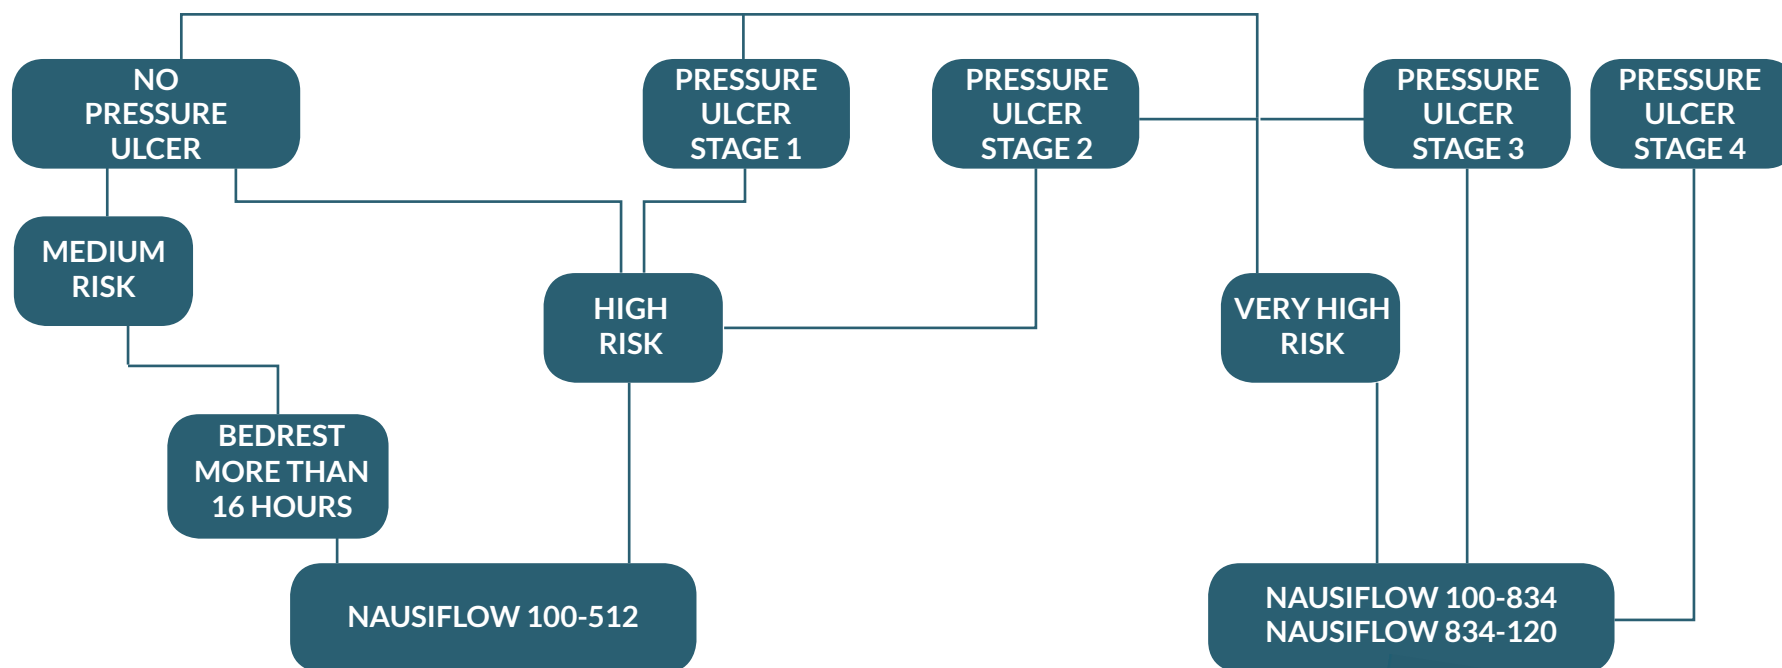 NO
PRESSURE
ULCER
PRESSURE
ULCER
STAGE 1
PRESSURE
ULCER
STAGE 2
PRESSURE
ULCER
STAGE 3
PRESSURE
ULCER
STAGE 4
MEDIUM
RISK
HIGH
RISK
VERY HIGH
RISK
BEDREST
MORE THAN
16 HOURS
NAUSIFLOW 100-512
NAUSIFLOW 100-834
NAUSIFLOW 834-120